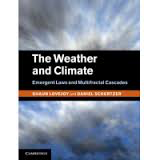 The Weather
and Climate
Emergent Laws and Multifractal Cascades
SHAUN LOVEJOY AND DANIEL SCHERTZER
CAMBRIDGE